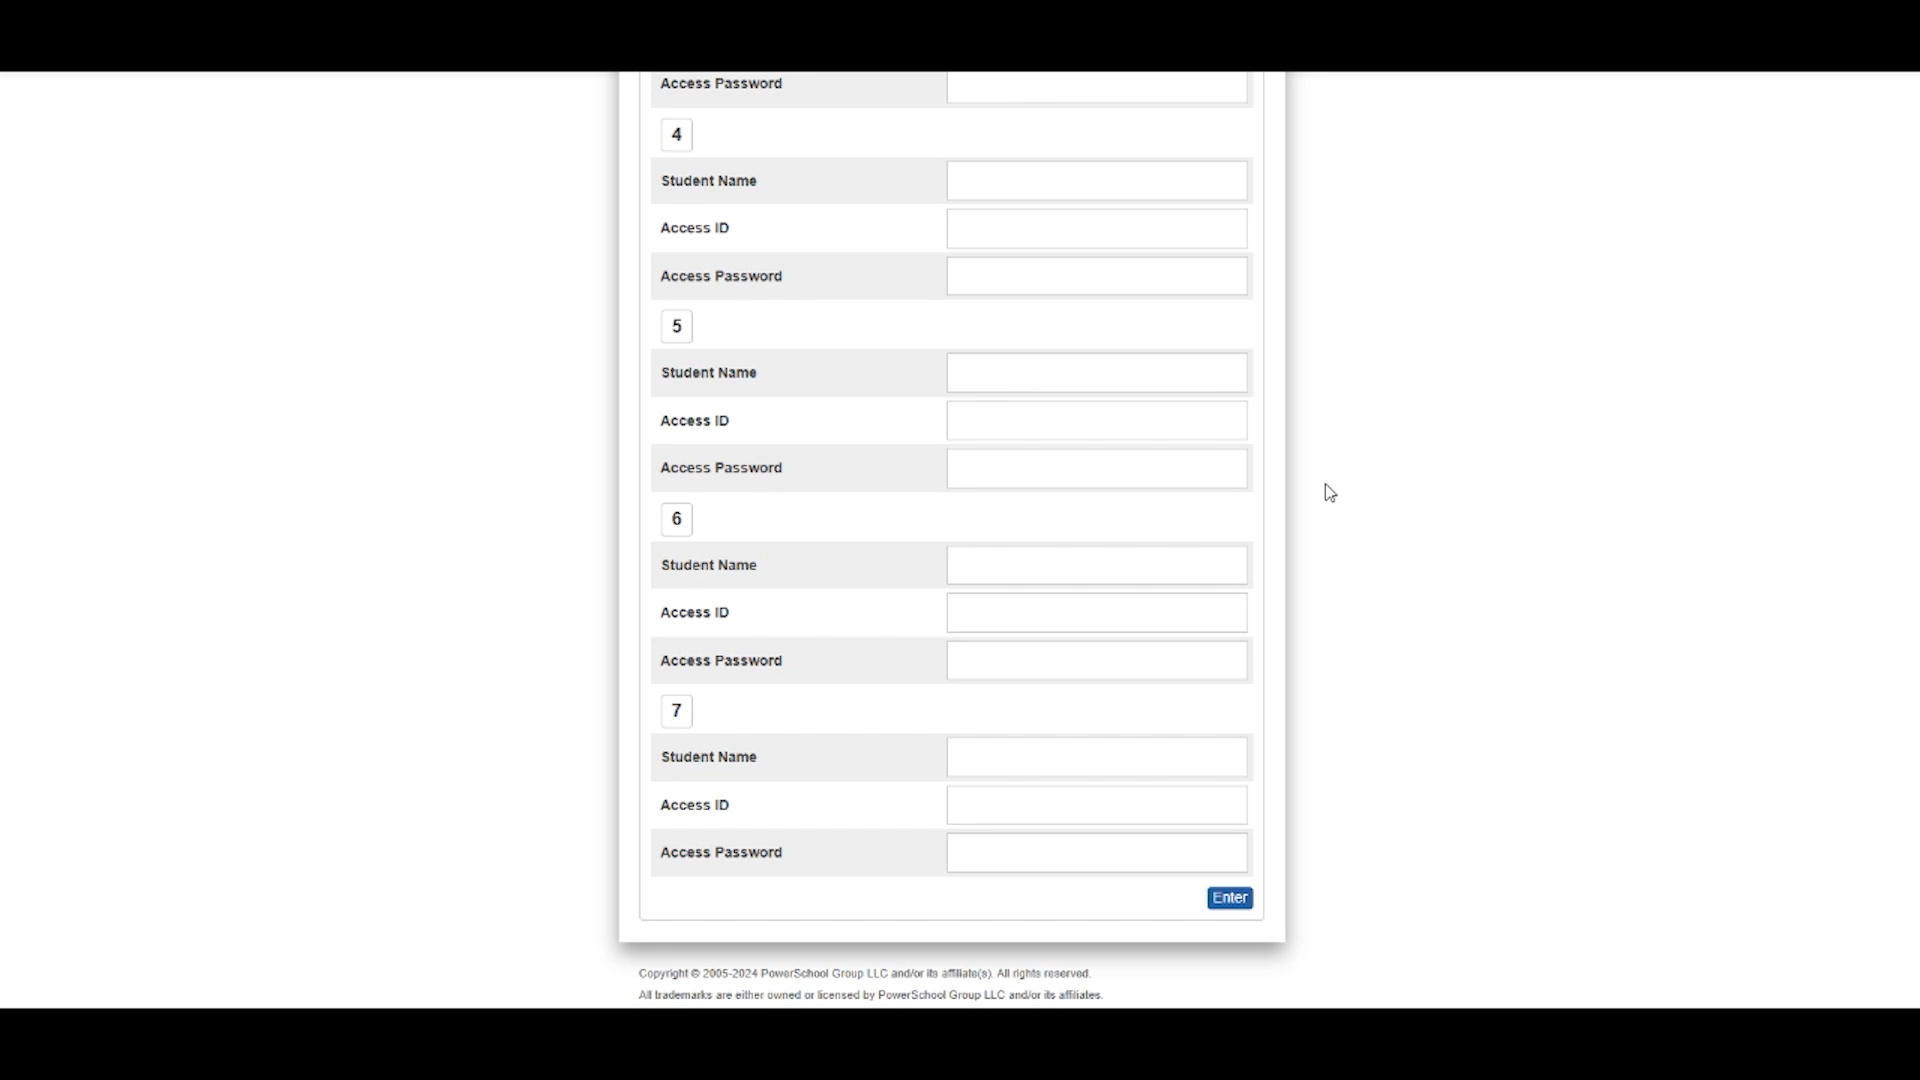 Access Password
4
Student Name
Access ID
Access Password
5
Student Name
Access ID
Access Password
6
Student Name
Access ID
Access Password
7
Student Name
Access ID
Access Password
Enter
Copyright © 2005-2024 PowerSchool Group LLC and/or its affiliate(s). All rights reserved.
All trademarks are either owned or licensed by PowerSchool Group LLC and/or its affiliates.